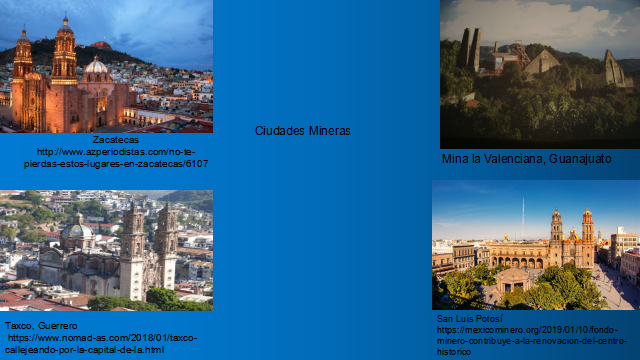 Zacatecas
http://www.azperiodistas.com/no-te-
pierdas-estos-lugares-en-zacatecas/6107
Ciudades Mineras
Mina la Valenciana, Guanajuato
Taxco, Guerrero
https://www.nomad-as.com/2018/01/taxco-
callejeando-por-la-capital-de-la.html
San Luis Potosí
https://mexicominero.org/2019/01/10/fondo-
minero-contribuye-a-la-renovacion-del-centro-
historico